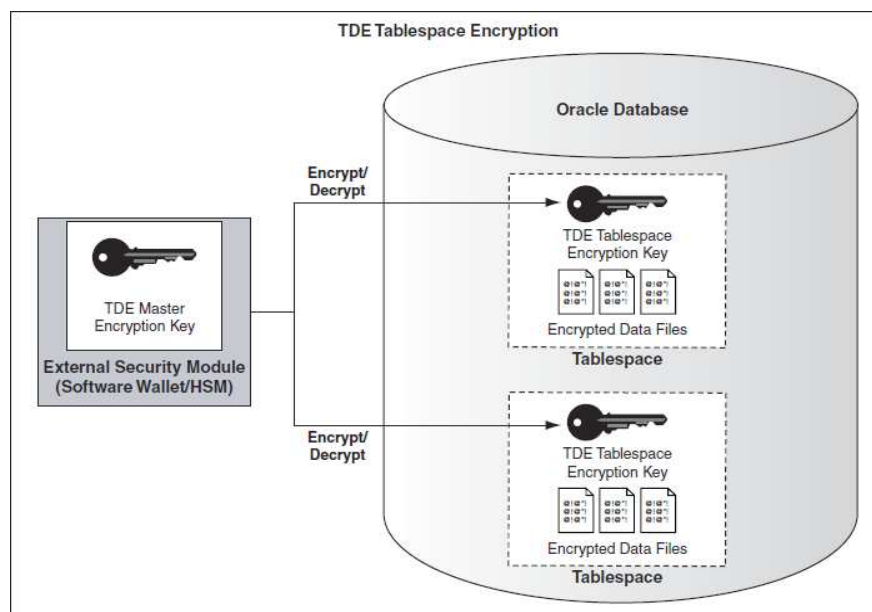 TDE Tablespace Encryption
Oracle Database
Encrypt/
Decrypt
TDE Tablespace
Encryption Key
Encrypted Data Files
Tablespace
TDE Master
Encryption Key
External Security Module
(Software Wallet/HSM)
Encrypt/
Decrypt
TDE Tablespace
Encryption Key
Encrypted Data Files
Tablespace